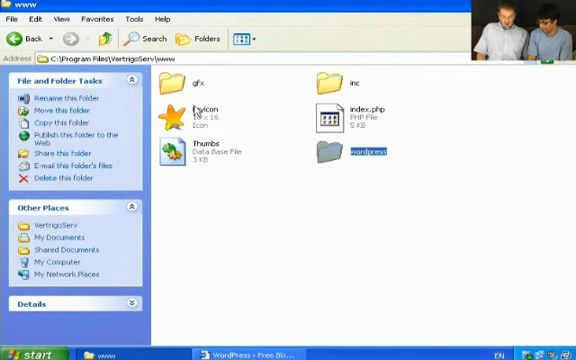 www
File Edit View Favorites Tools Help
Back Search Folders
Address C:\Program Files\VertrigoServ\www
File and Folder Tasks
Rename this folder
Move this folder
Copy this folder
Publish this folder to the
Web
Share this folder
E-mail this folder's files
Delete this folder
Other Places
VertrigoServ
My Documents
Shared Documents
My Computer
My Network Places
Details
gfx
inc
16 x 16
Icon
index.php
PHP File
5 KB
Thumbs
Data Base File
3 KB
wordpress
start
www
WordPress › Free Blo...
EN